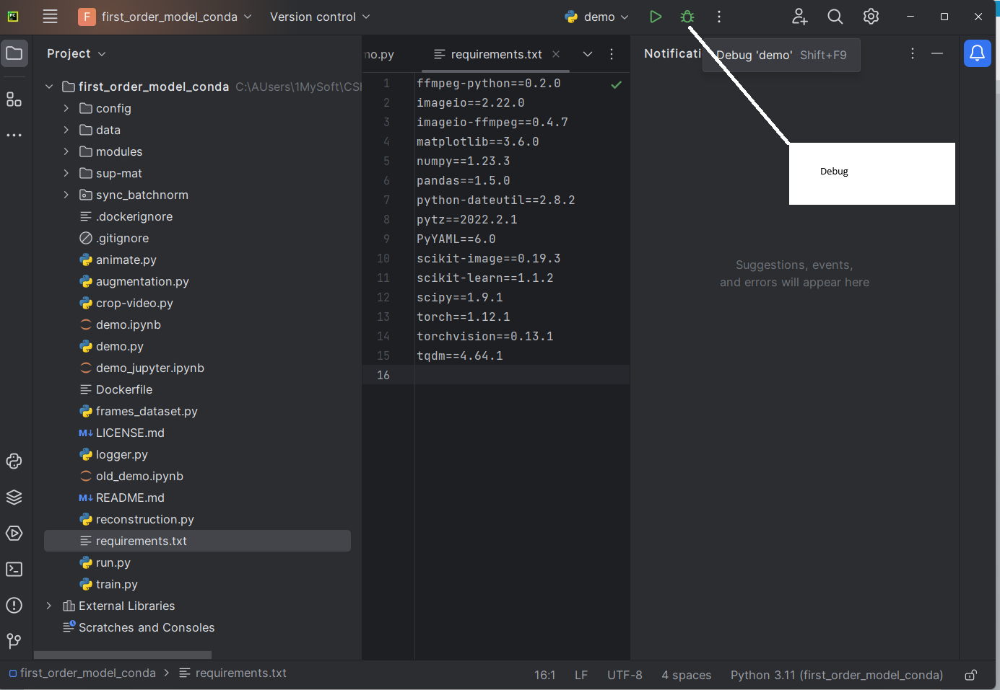 PC
F first_order_model_conda Version control demo
Project
mo.py requirements.txt
Notificati
Debug 'demo' Shift+F9
first_order_model_conda C:\AUsers\1MySoft\CS
config
data
modules
sup-mat
sync_batchnorm
.dockerignore
.gitignore
animate.py
augmentation.py
crop-video.py
demo.ipynb
demo.py
demo_jupyter.ipynb
Dockerfile
frames_dataset.py
M↓ LICENSE.md
logger.py
old_demo.ipynb
M↓ README.md
reconstruction.py
requirements.txt
run.py
train.py
External Libraries
Scratches and Consoles
1 ffmpeg-python==0.2.0
2 imageio==2.22.0
3 imageio-ffmpeg==0.4.7
4 matplotlib==3.6.0
5 numpy==1.23.3
6 pandas==1.5.0
7 python-dateutil==2.8.2
8 pytz==2022.2.1
9 PyYAML==6.0
10 scikit-image==0.19.3
11 scikit-learn==1.1.2
12 scipy==1.9.1
13 torch==1.12.1
14 torchvision==0.13.1
15 tqdm==4.64.1
16
Debug
Suggestions, events,
and errors will appear here
first_order_model_conda > requirements.txt
16:1 LF UTF-8 4 spaces Python 3.11 (first_order_model_conda)